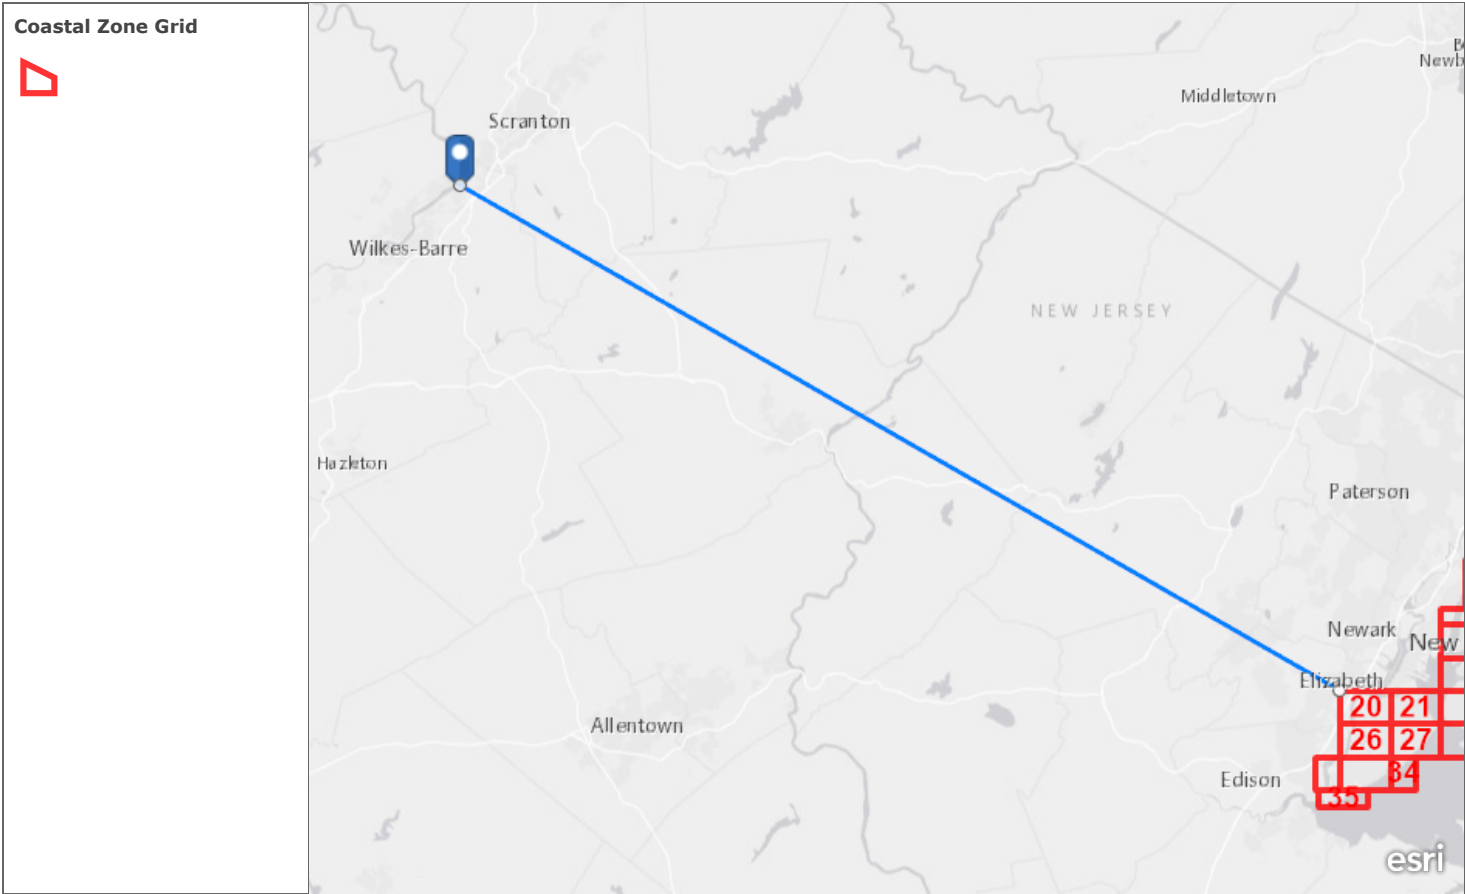 Coastal Zone Grid
B
Newb
Middletown
Scranton
Wilkes-Barre
NEW JERSEY
Hazleton
Paterson
Newark
New
Elizabeth
20 21
26 27
34
35
Allentown
Edison
esri